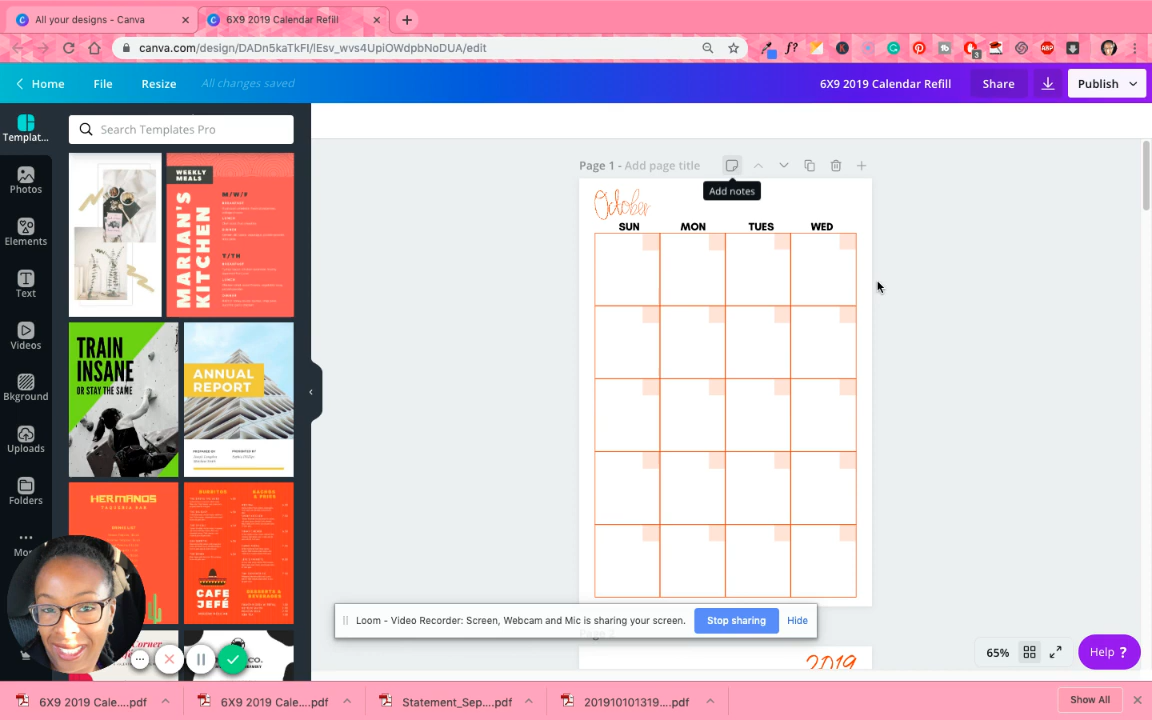 All your designs - Canva
6X9 2019 Calendar Refill
canva.com/design/DADn5kaTkFI/lEsv_wvs4UpiOWdpbNoDUA/edit
f?
3
ABP
Home
File
Resize
All changes saved
6X9 2019 Calendar Refill
Share
Publish
Templat...
Photos
Elements
Text
Videos
Bkground
Uploads
Folders
Search Templates Pro
WEEKLY
MEALS
MARIAN'S
KITCHEN
M/W/F
T/TH
TRAIN
INSANE
OR STAY THE SAME
ANNUAL
REPORT
HERMANOS
BURRITOS
CAFE
JEFÉ
Page 1 - Add page title
Add notes
October
SUN MON TUES WED
Loom - Video Recorder: Screen, Webcam and Mic is sharing your screen.
Stop sharing
Hide
2019
65%
Help ?
6X9 2019 Cale....pdf
6X9 2019 Cale....pdf
Statement_Sep....pdf
201910101319....pdf
Show All